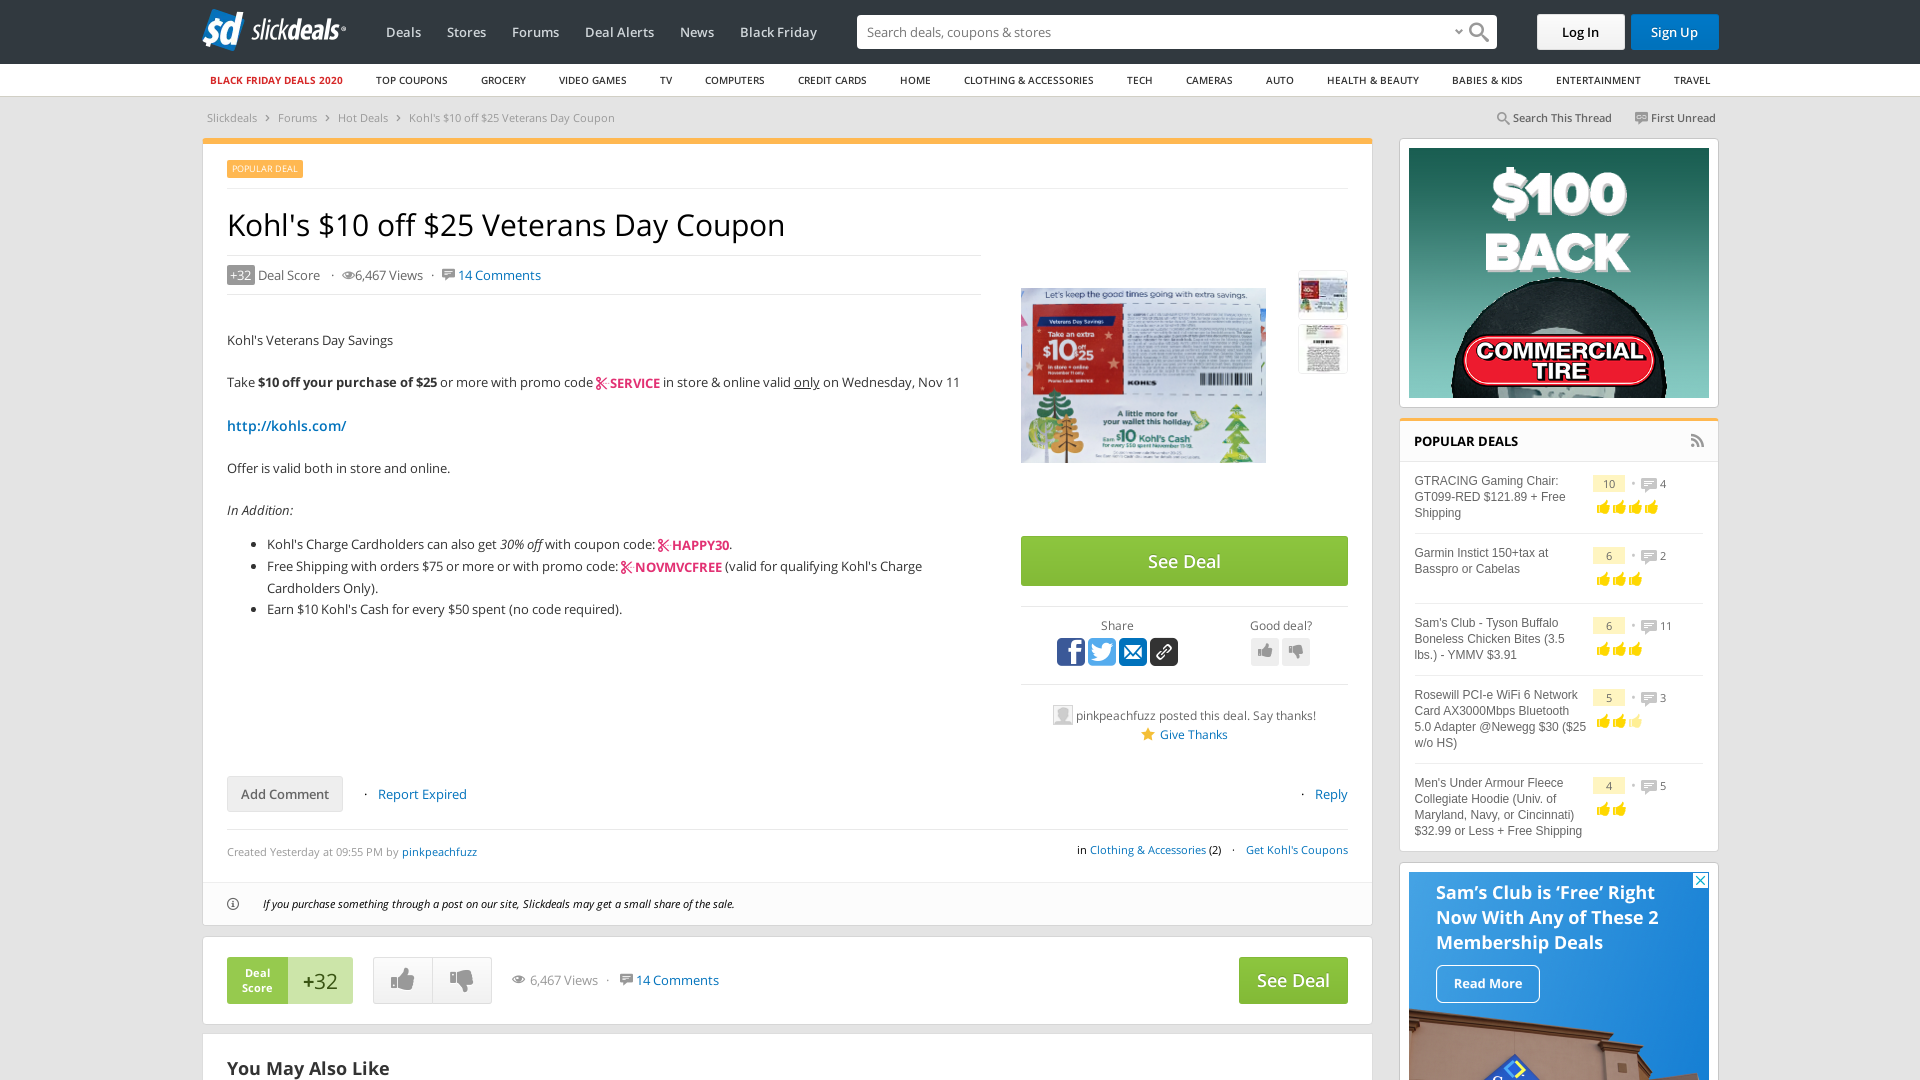 slickdeals
Deals Stores Forums Deal Alerts News Black Friday
Search deals, coupons & stores
Log In
Sign Up
BLACK FRIDAY DEALS 2020 TOP COUPONS GROCERY VIDEO GAMES TV COMPUTERS CREDIT CARDS HOME CLOTHING & ACCESSORIES TECH CAMERAS AUTO HEALTH & BEAUTY BABIES & KIDS ENTERTAINMENT TRAVEL
Slickdeals > Forums > Hot Deals > Kohl's $10 off $25 Veterans Day Coupon
Search This Thread First Unread
POPULAR DEAL
Kohl's $10 off $25 Veterans Day Coupon
+32 Deal Score · 6,467 Views · 14 Comments
Kohl's Veterans Day Savings
Take $10 off your purchase of $25 or more with promo code SERVICE in store & online valid only on Wednesday, Nov 11
http://kohls.com/
Offer is valid both in store and online.
In Addition:
• Kohl's Charge Cardholders can also get 30% off with coupon code: HAPPY30.
• Free Shipping with orders $75 or more or with promo code: NOVMVCFREE (valid for qualifying Kohl's Charge
Cardholders Only).
• Earn $10 Kohl's Cash for every $50 spent (no code required).
Let's keep the good times going with extra savings.
Veterans Day Savings
Take an extra
$10 off $25
In store + online
Promo Code: SERVICE
KOHL'S
A little more for
your wallet this holiday.
Earn $10 Kohl's Cash
See Deal
Share
Good deal?
pinkpeachfuzz posted this deal. Say thanks!
Give Thanks
Add Comment · Report Expired
· Reply
Created Yesterday at 09:55 PM by pinkpeachfuzz
in Clothing & Accessories (2) · Get Kohl's Coupons
If you purchase something through a post on our site, Slickdeals may get a small share of the sale.
Deal
Score
+32
6,467 Views · 14 Comments
See Deal
You May Also Like
$100
BACK
COMMERCIAL
TIRE
POPULAR DEALS
GTRACING Gaming Chair:
GT099-RED $121.89 + Free
Shipping
10 · 4
Garmin Instict 150+tax at
Basspro or Cabelas
6 · 2
Sam's Club - Tyson Buffalo
Boneless Chicken Bites (3.5
lbs.) - YMMV $3.91
6 · 11
Rosewill PCI-e WiFi 6 Network
Card AX3000Mbps Bluetooth
5.0 Adapter @Newegg $30 ($25
w/o HS)
5 · 3
Men's Under Armour Fleece
Collegiate Hoodie (Univ. of
Maryland, Navy, or Cincinnati)
$32.99 or Less + Free Shipping
4 · 5
Sam's Club is ‘Free’ Right
Now With Any of These 2
Membership Deals
Read More